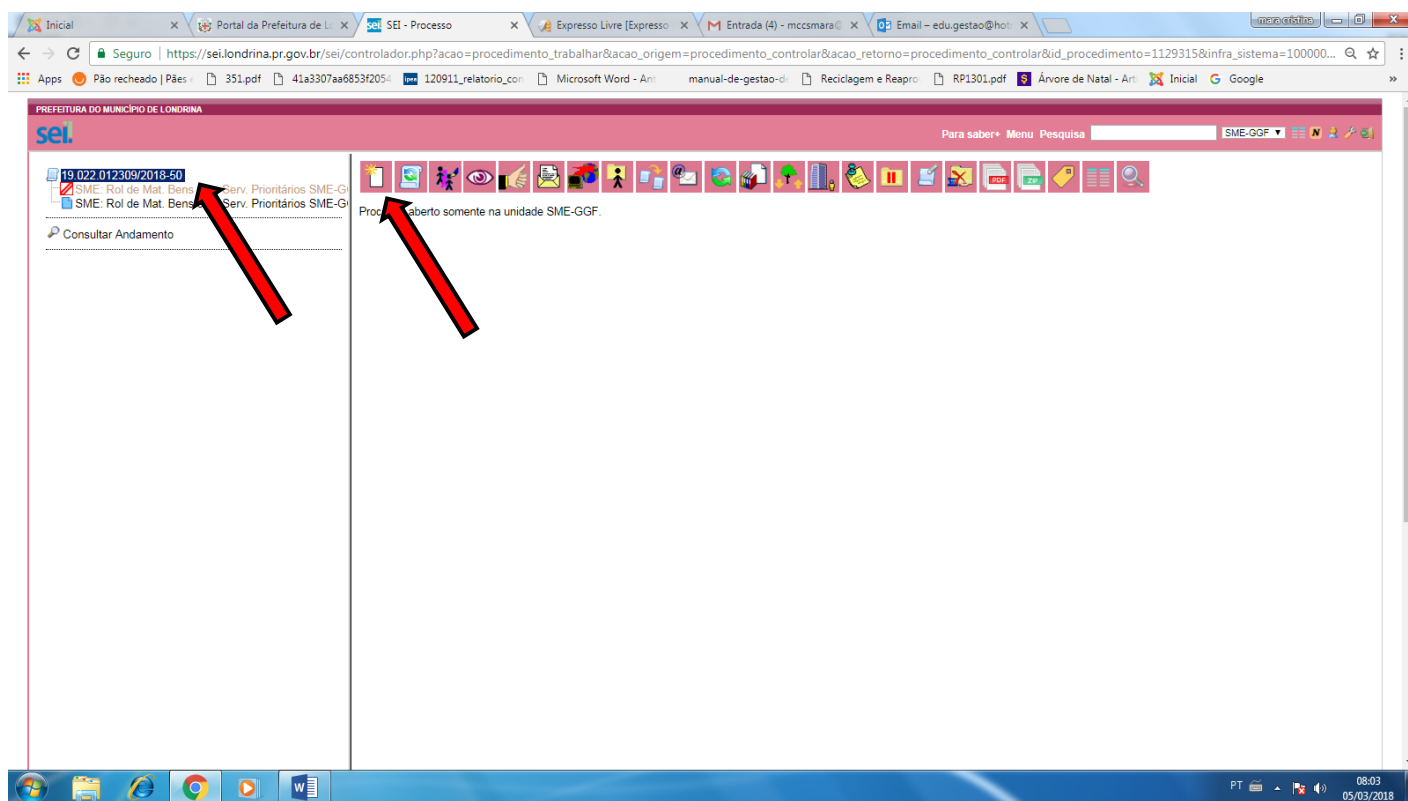 Inicial
Portal da Prefeitura de Lo
SEI - Processo
Expresso Livre [Expresso
Entrada (4) - mccsmara@
Email – edu.gestao@hotr
mara cristina
Seguro | https://sei.londrina.pr.gov.br/sei/controlador.php?acao=procedimento_trabalhar&acao_origem=procedimento_controlar&acao_retorno=procedimento_controlar&id_procedimento=1129315&infra_sistema=100000...
Apps
Pão recheado | Pães
351.pdf
41a3307aa6853f2054
120911_relatorio_con
Microsoft Word - An
manual-de-gestao-d
Reciclagem e Reapro
RP1301.pdf
Árvore de Natal - Art
Inicial
Google
»
PREFEITURA DO MUNICÍPIO DE LONDRINA
sei.
Para saber+ Menu Pesquisa
SME-GGF
19.022.012309/2018-50
SME: Rol de Mat. Bens Serv. Prioritários SME-G
SME: Rol de Mat. Bens Serv. Prioritários SME-G
Consultar Andamento
aberto somente na unidade SME-GGF.
PDF
ZIP
PT
08:03
05/03/2018